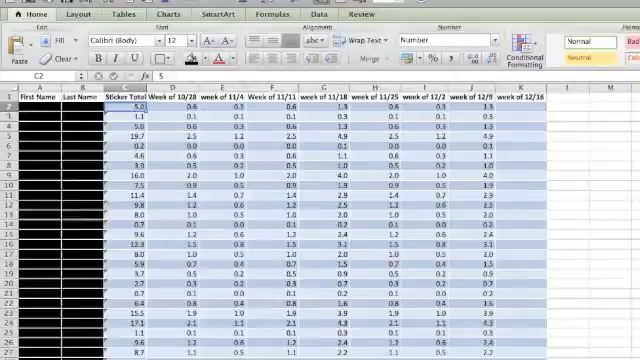 Home Layout Tables Charts SmartArt Formulas Data Review
Edit Font Alignment Number Format
Paste Fill Clear Calibri (Body) 12 abc Wrap Text Merge Number % Conditional Formatting Normal Bad Neutral Good
C2 fx 5
A B C D E F G H I J K L M N
1 First Name Last Name Sticker Total Week of 10/28 Week of 11/4 Week of 11/11 week of 11/18 Week of 11/25 Week of 12/2 week of 12/9 Week of 12/16
2 5.0 0.6 0.3 0.6 1.3 0.6 0.3 1.3
3 1.1 0.1 0.1 0.1 0.3 0.1 0.1 0.3
4 5.0 0.6 0.3 0.6 1.3 0.6 0.3 1.3
5 19.7 2.5 1.2 2.5 4.9 2.5 1.2 4.9
6 0.2 0.0 0.0 0.0 0.1 0.0 0.0 0.1
7 4.6 0.6 0.3 0.6 1.1 0.6 0.3 1.1
8 3.9 0.5 0.2 0.5 1.0 0.5 0.2 1.0
9 16.0 2.0 1.0 2.0 4.0 2.0 1.0 4.0
10 7.5 0.9 0.5 0.9 1.9 0.9 0.5 1.9
11 11.4 1.4 0.7 1.4 2.9 1.4 0.7 2.9
12 9.8 1.2 0.6 1.2 2.5 1.2 0.6 2.5
13 8.0 1.0 0.5 1.0 2.0 1.0 0.5 2.0
14 0.7 0.1 0.0 0.1 0.2 0.1 0.0 0.2
15 9.6 1.2 0.6 1.2 2.4 1.2 0.6 2.4
16 12.3 1.5 0.8 1.5 3.1 1.5 0.8 3.1
17 8.0 1.0 0.5 1.0 2.0 1.0 0.5 2.0
18 5.9 0.7 0.4 0.7 1.5 0.7 0.4 1.5
19 3.7 0.5 0.2 0.5 0.9 0.5 0.2 0.9
20 2.7 0.3 0.2 0.3 0.7 0.3 0.2 0.7
21 0.7 0.1 0.0 0.1 0.2 0.1 0.0 0.2
22 6.4 0.8 0.4 0.8 1.6 0.8 0.4 1.6
23 15.5 1.9 1.0 1.9 3.9 1.9 1.0 3.9
24 17.1 2.1 1.1 2.1 4.3 2.1 1.1 4.3
25 1.1 0.1 0.1 0.1 0.3 0.1 0.1 0.3
26 9.6 1.2 0.6 1.2 2.4 1.2 0.6 2.4
27 8.7 1.1 0.5 1.1 2.2 1.1 0.5 2.2